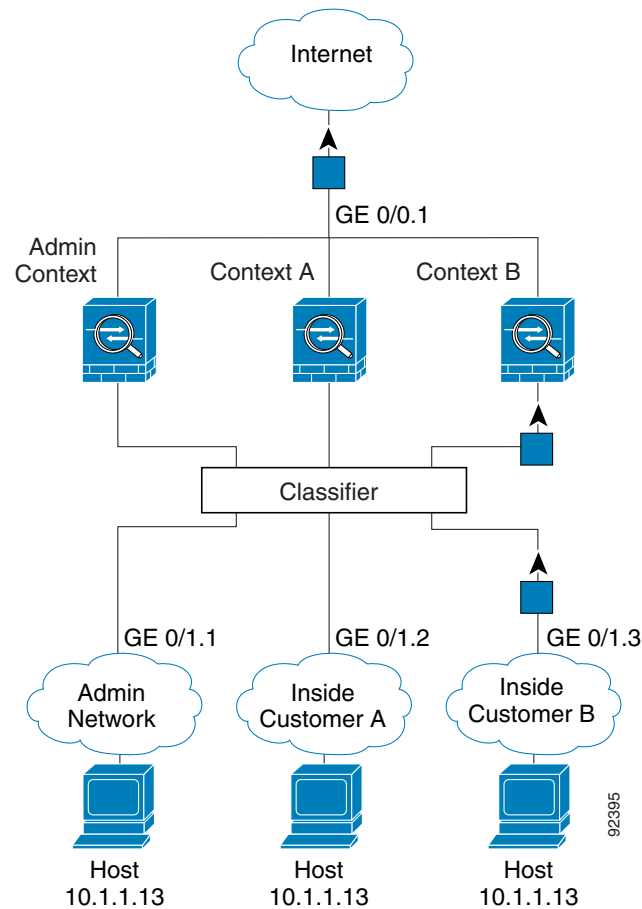 Internet
GE 0/0.1
Admin
Context
Context A
Context B
Classifier
GE 0/1.1
GE 0/1.2
GE 0/1.3
Admin
Network
Inside
Customer A
Inside
Customer B
Host
10.1.1.13
Host
10.1.1.13
Host
10.1.1.13
92395